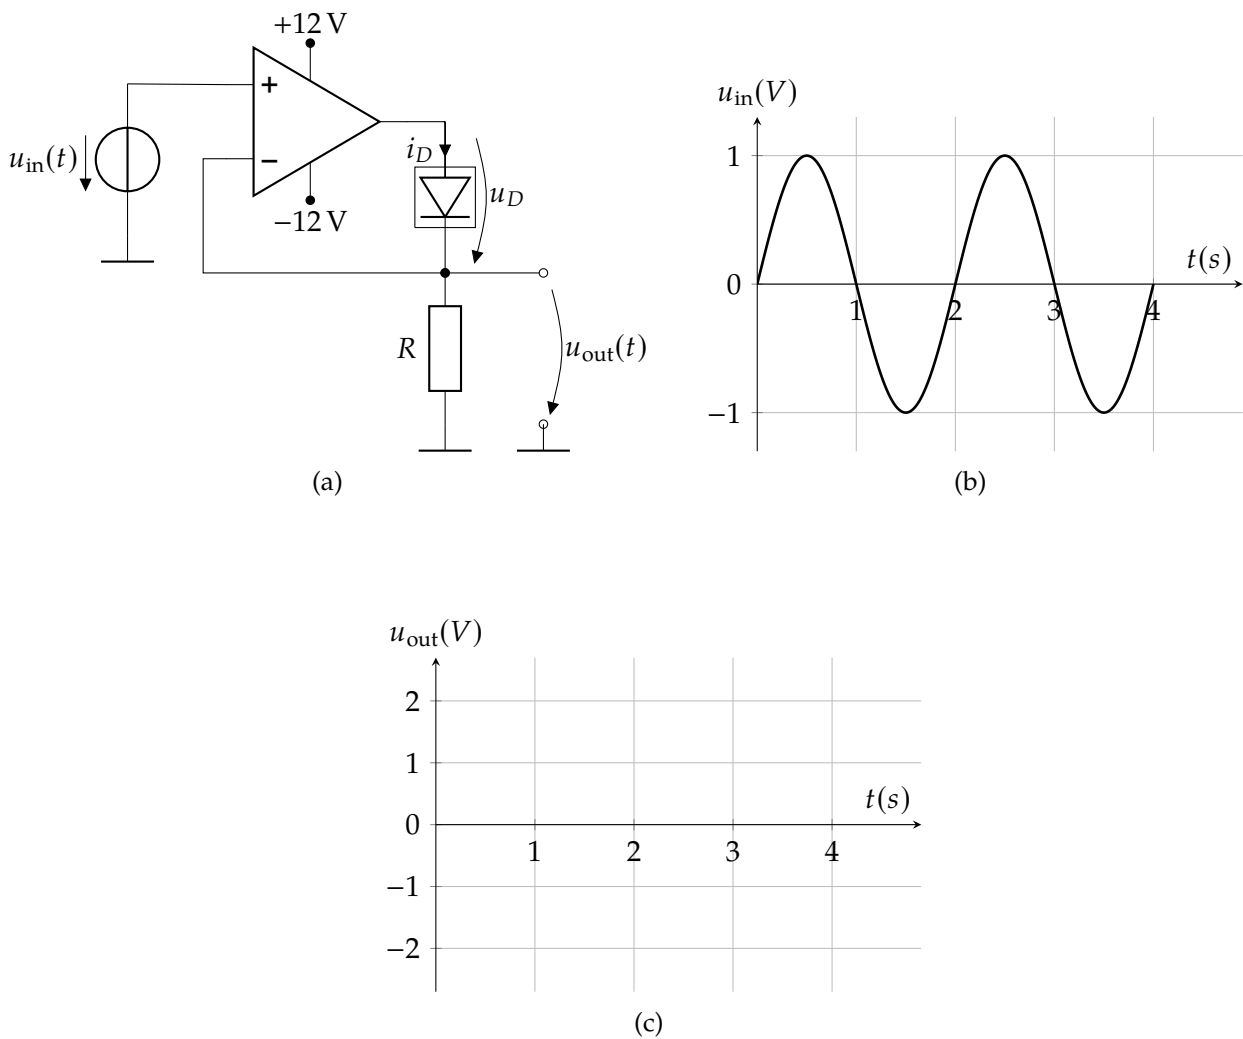 +12 V
+
u_in(t)
−
i_D
u_D
−12 V
R
u_out(t)
(a)
u_in(V)
1
t(s)
0
1 2 3 4
−1
(b)
u_out(V)
2
1
t(s)
0
1 2 3 4
−1
−2
(c)